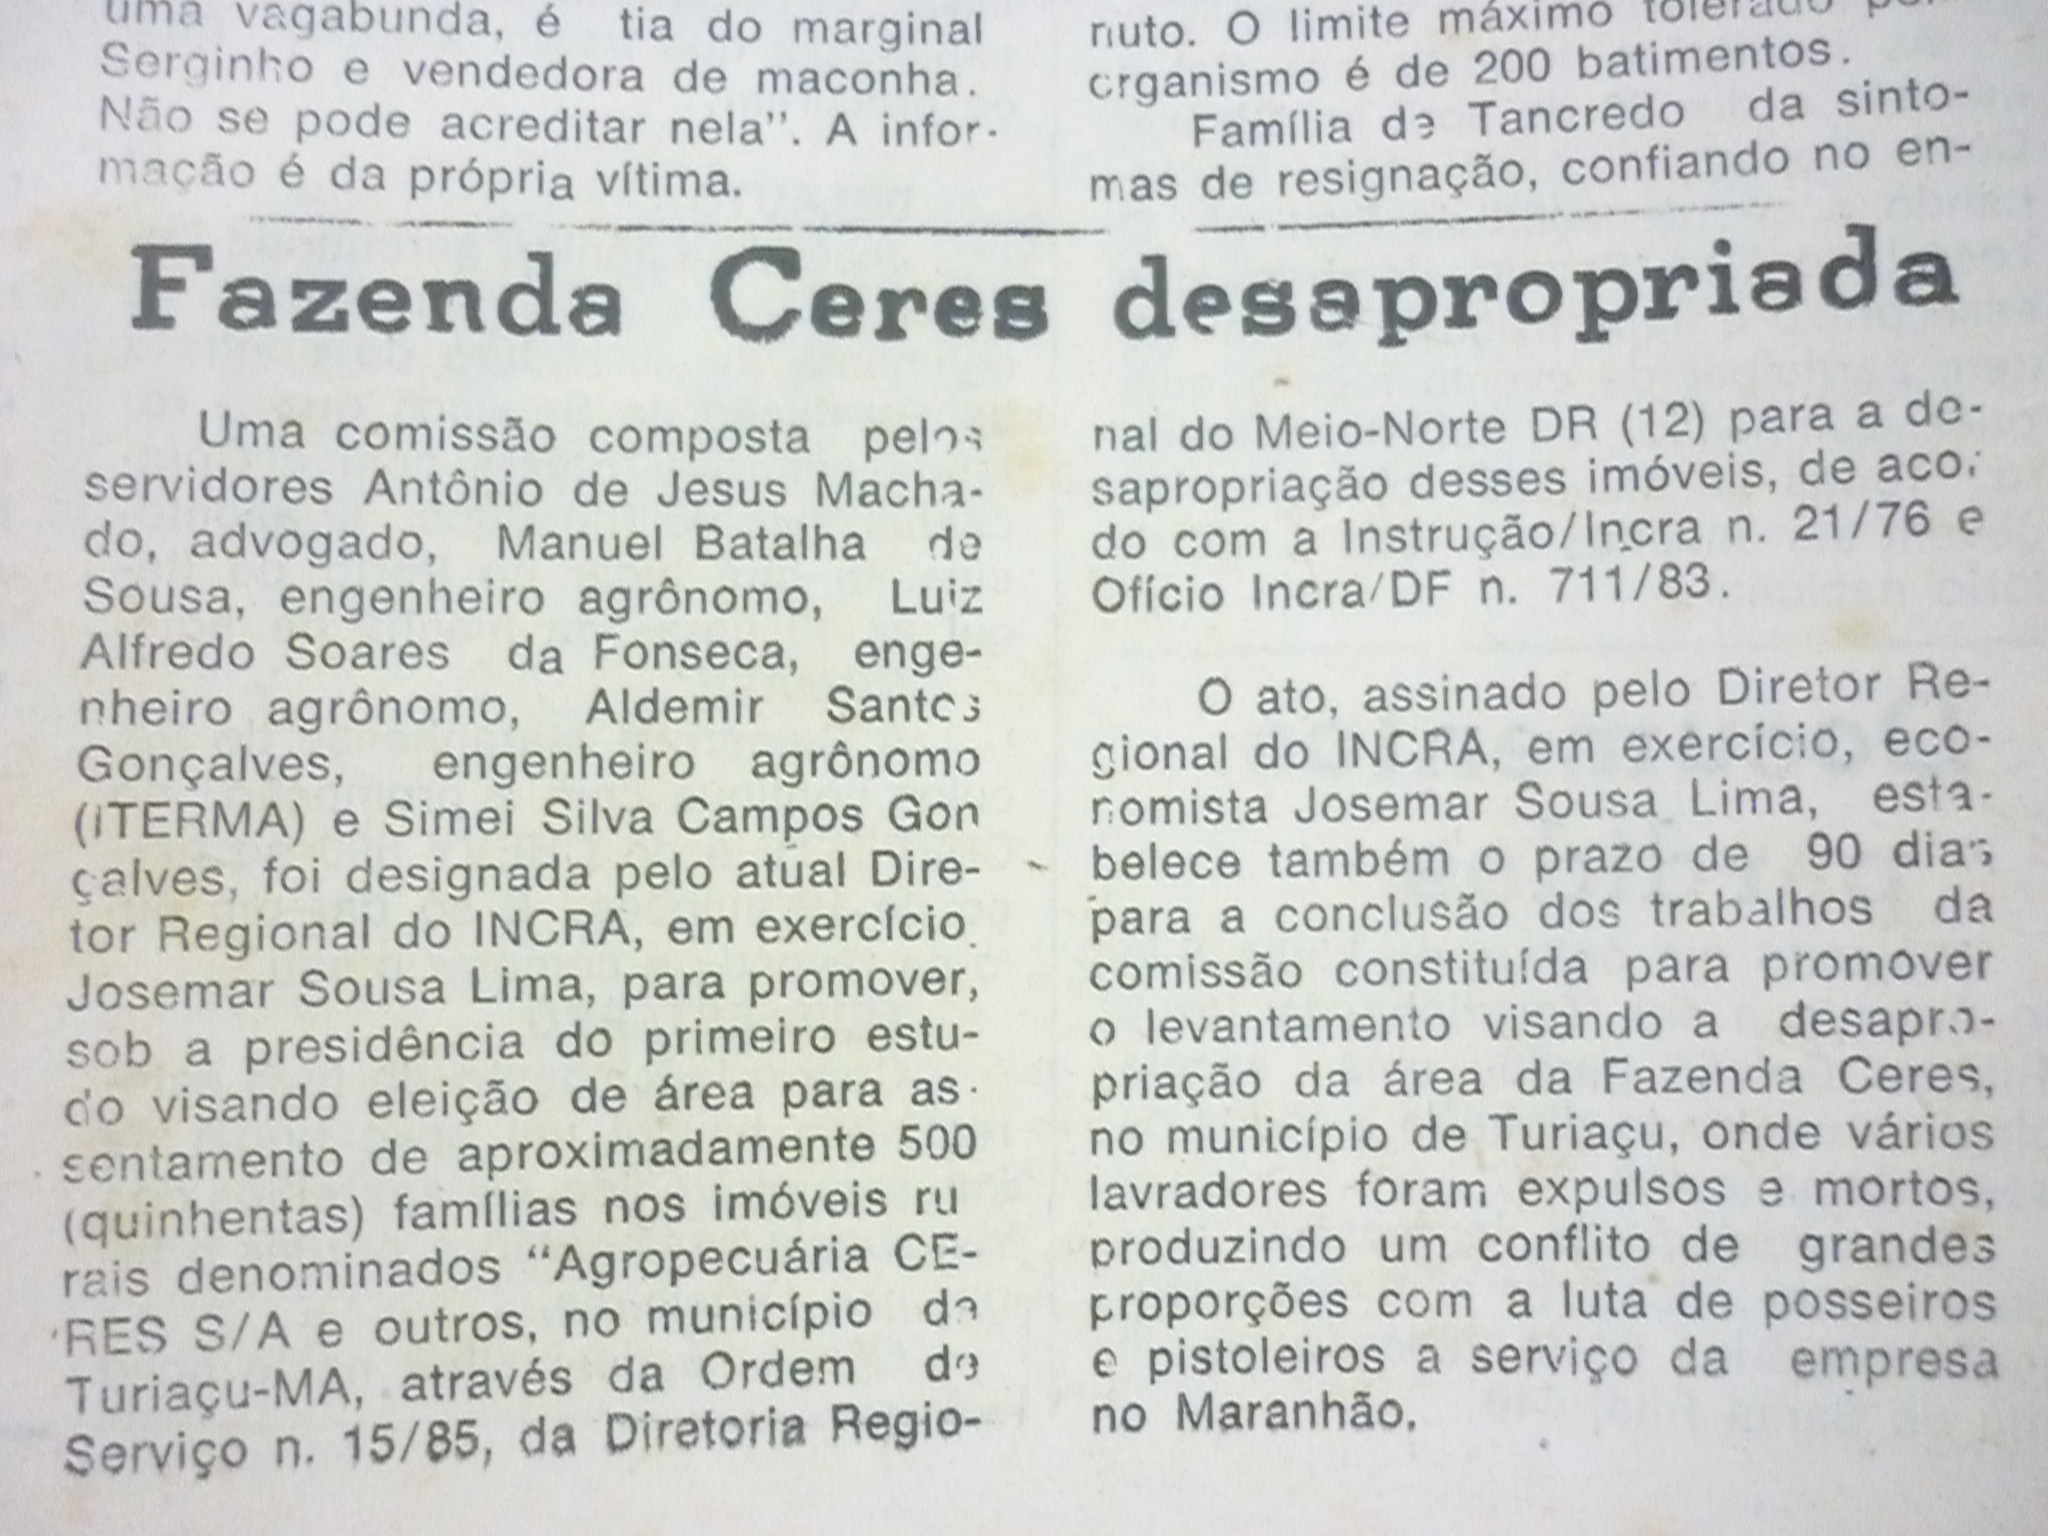 uma vagabunda, é tia do marginal
Serginho e vendedora de maconha.
Não se pode acreditar nela". A infor-
mação é da própria vítima.
nuto. O limite máximo tolerado
organismo é de 200 batimentos.
Família de Tancredo da sinto-
mas de resignação, confiando no en-
Fazenda Ceres desapropriada
Uma comissão composta pelos
servidores Antônio de Jesus Macha-
do, advogado, Manuel Batalha de
Sousa, engenheiro agrônomo, Luiz
Alfredo Soares da Fonseca, enge-
nheiro agrônomo, Aldemir Santos
Gonçalves, engenheiro agrônomo
(ITERMA) e Simei Silva Campos Gon
çalves, foi designada pelo atual Dire-
tor Regional do INCRA, em exercício
Josemar Sousa Lima, para promover,
sob a presidência do primeiro estu-
do visando eleição de área para as-
sentamento de aproximadamente 500
(quinhentas) famílias nos imóveis ru
rais denominados "Agropecuária CE-
RES S/A e outros, no município de
Turiaçu-MA, através da Ordem de
Serviço n. 15/85, da Diretoria Regio-
nal do Meio-Norte DR (12) para a de-
sapropriação desses imóveis, de acor
do com a Instrução/Incra n. 21/76 e
Ofício Incra/DF n. 711/83.
O ato, assinado pelo Diretor Re-
gional do INCRA, em exercício, eco-
nomista Josemar Sousa Lima, esta-
belece também o prazo de 90 dias
para a conclusão dos trabalhos da
comissão constituída para promover
o levantamento visando a desapro-
priação da área da Fazenda Ceres,
no município de Turiaçu, onde vários
lavradores foram expulsos e mortos,
produzindo um conflito de grandes
proporções com a luta de posseiros
e pistoleiros a serviço da empresa
no Maranhão.